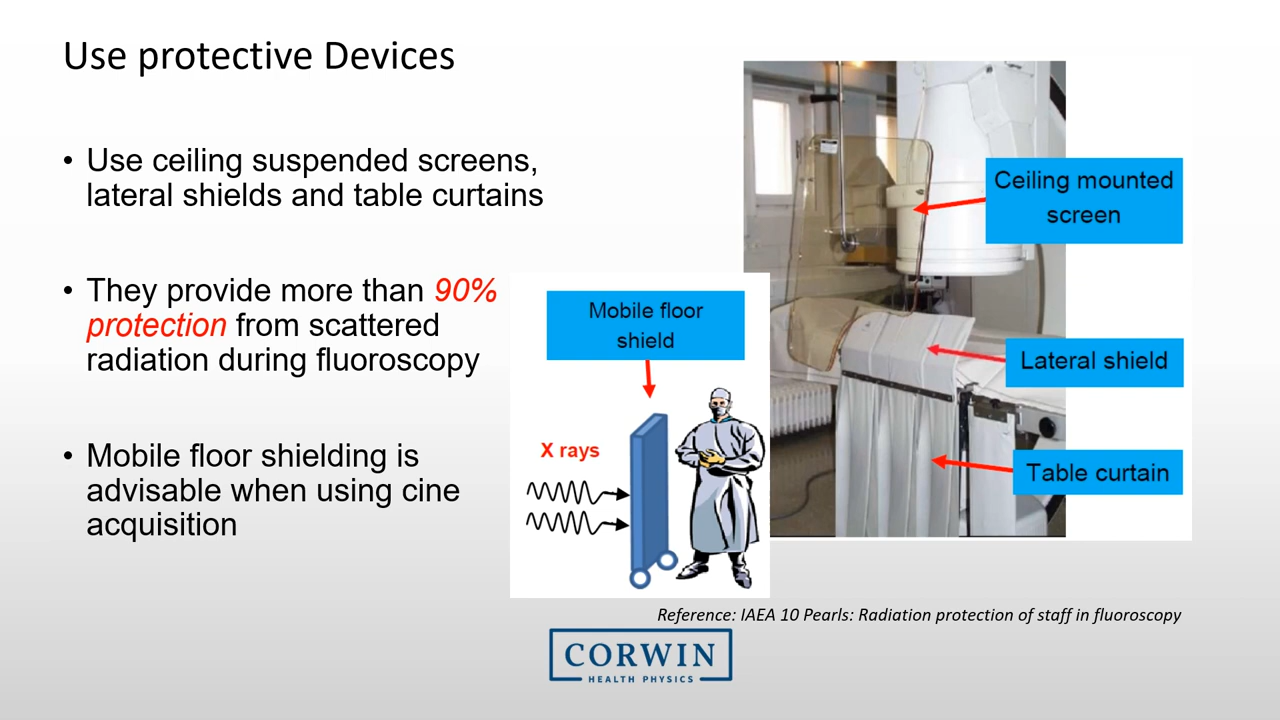 Use protective Devices
• Use ceiling suspended screens,
lateral shields and table curtains
• They provide more than 90%
protection from scattered
radiation during fluoroscopy
• Mobile floor shielding is
advisable when using cine
acquisition
Mobile floor
shield
X rays
Ceiling mounted
screen
Lateral shield
Table curtain
Reference: IAEA 10 Pearls: Radiation protection of staff in fluoroscopy
CORWIN
HEALTH PHYSICS